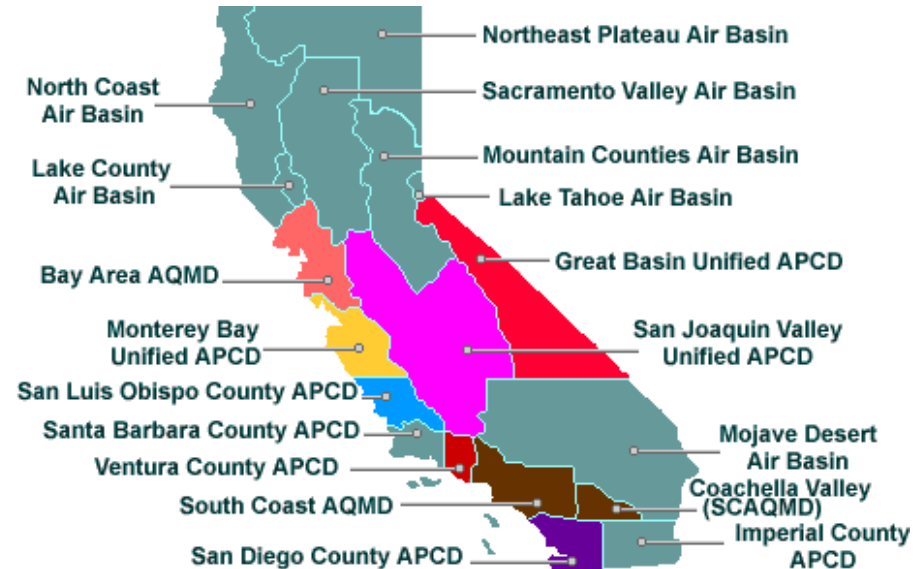 Northeast Plateau Air Basin
North Coast
Air Basin
Sacramento Valley Air Basin
Mountain Counties Air Basin
Lake County
Air Basin
Lake Tahoe Air Basin
Great Basin Unified APCD
Bay Area AQMD
Monterey Bay
Unified APCD
San Joaquin Valley
Unified APCD
San Luis Obispo County APCD
Santa Barbara County APCD
Mojave Desert
Air Basin
Ventura County APCD
Coachella Valley
(SCAQMD)
South Coast AQMD
Imperial County
APCD
San Diego County APCD